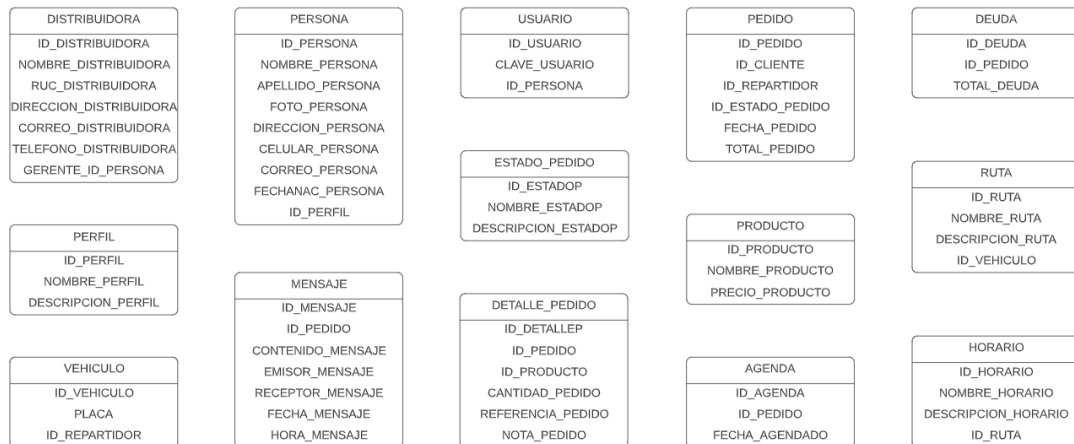 DISTRIBUIDORA
ID_DISTRIBUIDORA
NOMBRE_DISTRIBUIDORA
RUC_DISTRIBUIDORA
DIRECCION_DISTRIBUIDORA
CORREO_DISTRIBUIDORA
TELEFONO_DISTRIBUIDORA
GERENTE_ID_PERSONA
PERFIL
ID_PERFIL
NOMBRE_PERFIL
DESCRIPCION_PERFIL
VEHICULO
ID_VEHICULO
PLACA
ID_REPARTIDOR
PERSONA
ID_PERSONA
NOMBRE_PERSONA
APELLIDO_PERSONA
FOTO_PERSONA
DIRECCION_PERSONA
CELULAR_PERSONA
CORREO_PERSONA
FECHANAC_PERSONA
ID_PERFIL
MENSAJE
ID_MENSAJE
ID_PEDIDO
CONTENIDO_MENSAJE
EMISOR_MENSAJE
RECEPTOR_MENSAJE
FECHA_MENSAJE
HORA_MENSAJE
USUARIO
ID_USUARIO
CLAVE_USUARIO
ID_PERSONA
ESTADO_PEDIDO
ID_ESTADOP
NOMBRE_ESTADOP
DESCRIPCION_ESTADOP
DETALLE_PEDIDO
ID_DETALLEP
ID_PEDIDO
ID_PRODUCTO
CANTIDAD_PEDIDO
REFERENCIA_PEDIDO
NOTA_PEDIDO
PEDIDO
ID_PEDIDO
ID_CLIENTE
ID_REPARTIDOR
ID_ESTADO_PEDIDO
FECHA_PEDIDO
TOTAL_PEDIDO
PRODUCTO
ID_PRODUCTO
NOMBRE_PRODUCTO
PRECIO_PRODUCTO
AGENDA
ID_AGENDA
ID_PEDIDO
FECHA_AGENDADO
DEUDA
ID_DEUDA
ID_PEDIDO
TOTAL_DEUDA
RUTA
ID_RUTA
NOMBRE_RUTA
DESCRIPCION_RUTA
ID_VEHICULO
HORARIO
ID_HORARIO
NOMBRE_HORARIO
DESCRIPCION_HORARIO
ID_RUTA